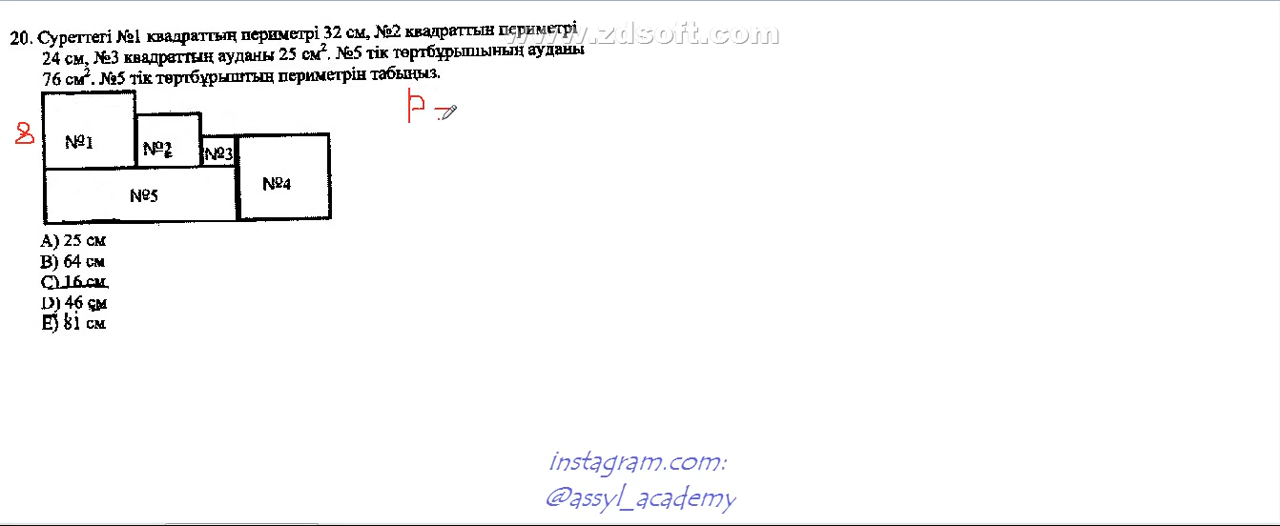 www.zdsoft.com
20. Суреттегі №1 квадраттың периметрі 32 см, №2 квадраттын периметрі
24 см, №3 квадраттың ауданы 25 см². №5 тік төртбұрышының ауданы
76 см². №5 тік төртбұрыштың периметрін табыңыз.
P =
8
№1
№2
№3
№4
№5
A) 25 см
B) 64 см
C) 16 см
D) 46 см
E) 81 см
instagram.com:
@assyl_academy